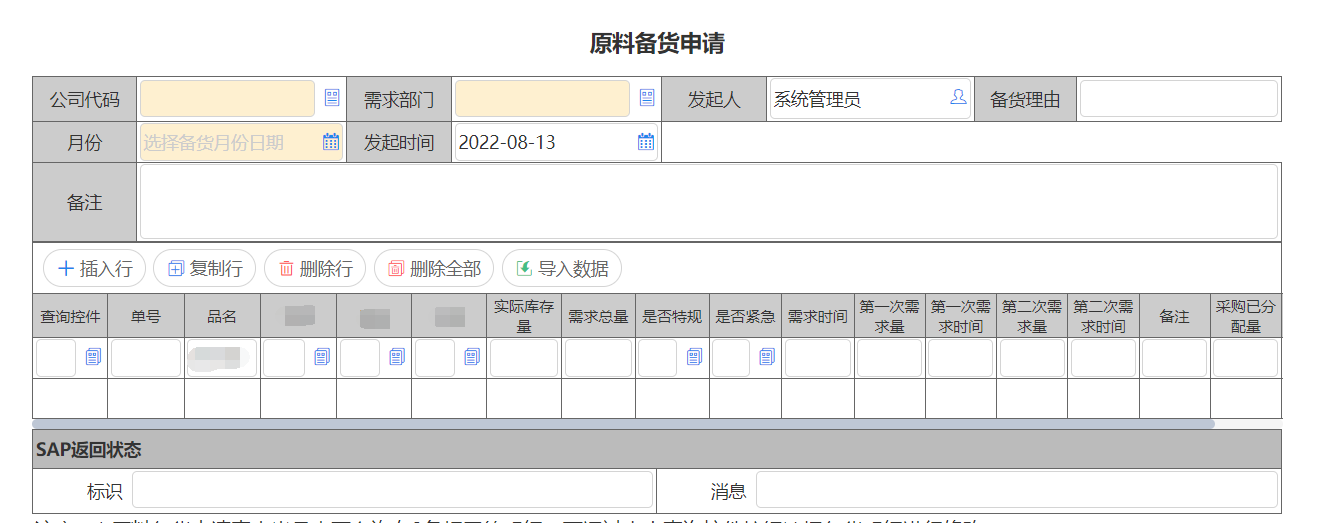 原料备货申请
公司代码 需求部门 发起人 系统管理员 备货理由
月份 选择备货月份日期 发起时间 2022-08-13
备注
插入行 复制行 删除行 删除全部 导入数据
查询控件 单号 品名 实际库存量 需求总量 是否特规 是否紧急 需求时间 第一次需求量 第一次需求时间 第二次需求量 第二次需求时间 备注 采购已分配量
SAP返回状态
标识 消息